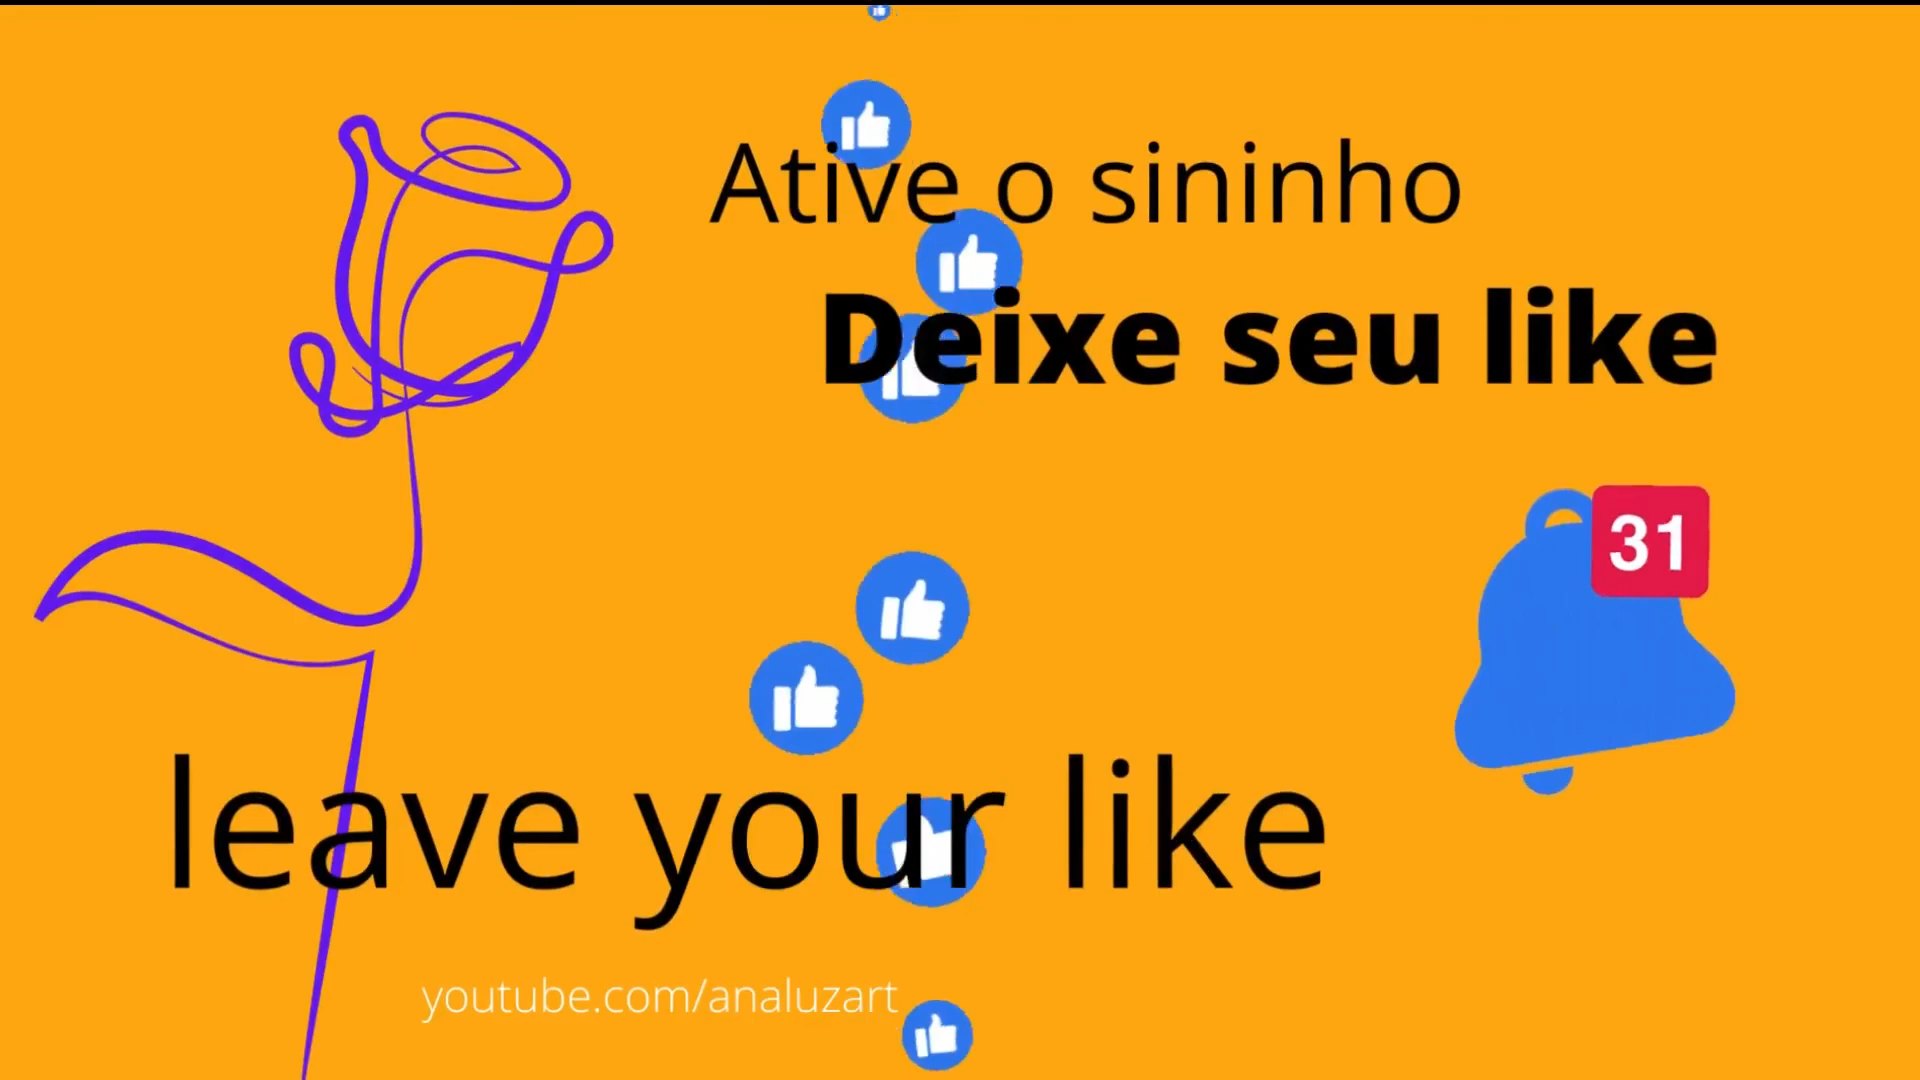 Ative o sininho
Deixe seu like
31
leave your like
youtube.com/analuzart